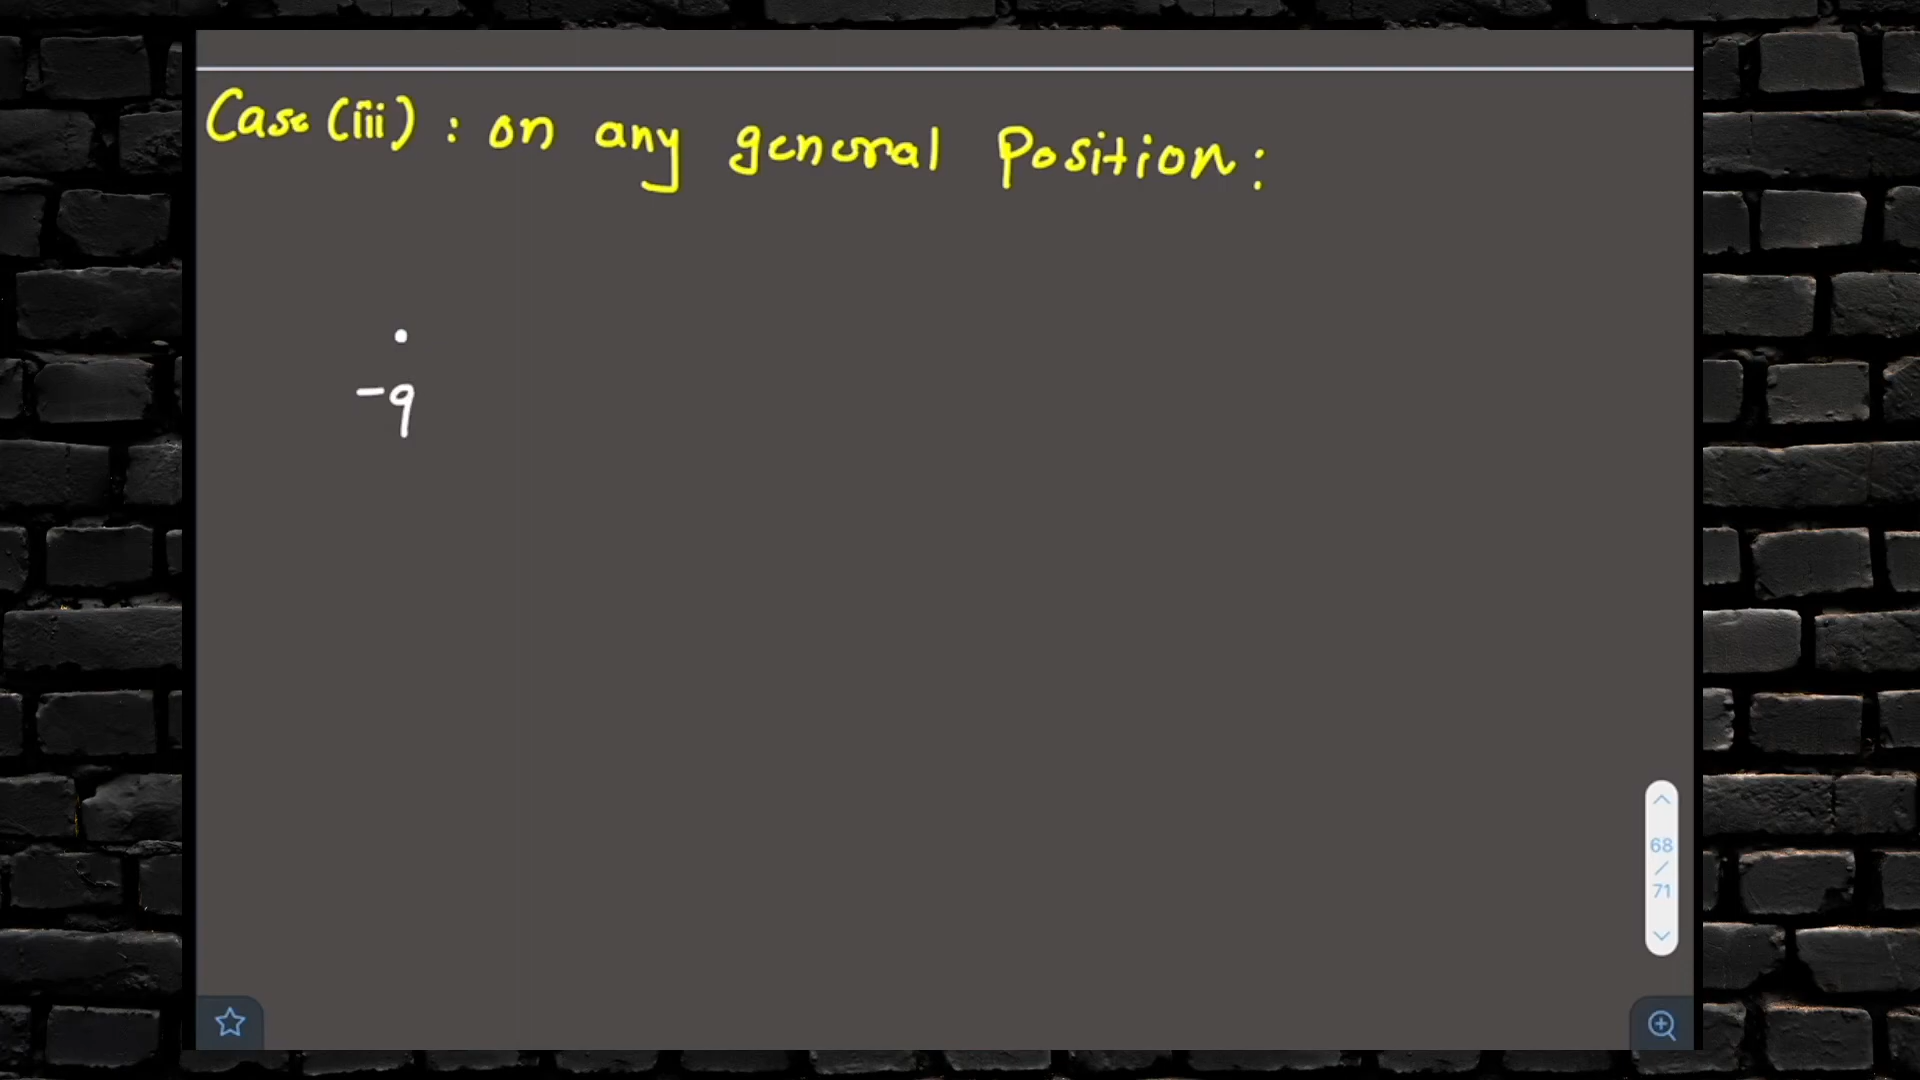 Case (iii) : on any general Position:
-q
68
/
71